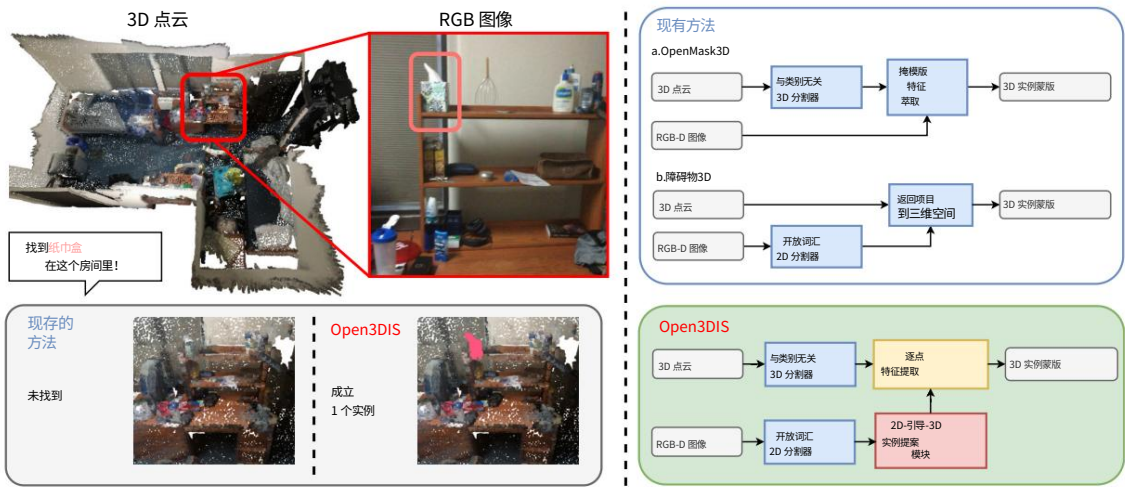 3D 点云
RGB 图像
找到纸巾盒
在这个房间里！
现存的
方法
未找到
Open3DIS
成立
1 个实例
现有方法
a.OpenMask3D
3D 点云
与类别无关
3D 分割器
掩模版
特征
萃取
3D 实例蒙版
RGB-D 图像
b.障碍物3D
3D 点云
返回项目
到三维空间
3D 实例蒙版
RGB-D 图像
开放词汇
2D 分割器
Open3DIS
3D 点云
与类别无关
3D 分割器
逐点
特征提取
3D 实例蒙版
RGB-D 图像
开放词汇
2D 分割器
2D-引导-3D
实例提案
模块